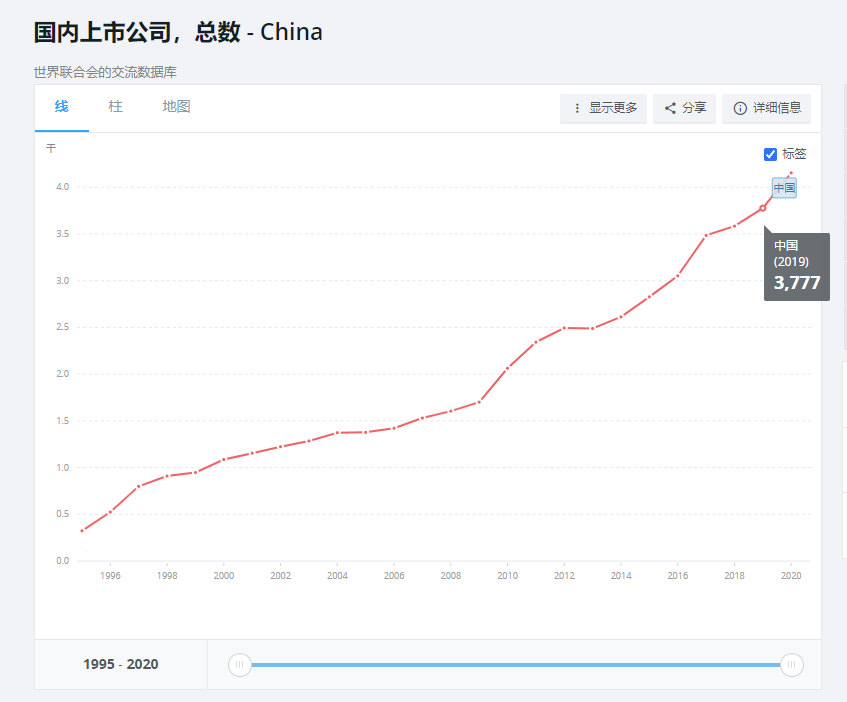 国内上市公司，总数 - China
世界联合会的交流数据库
线 柱 地图 显示更多 分享 详细信息
千
标签
4.0
中国
3.5
中国
(2019)
3,777
3.0
2.5
2.0
1.5
1.0
0.5
0.0
1996 1998 2000 2002 2004 2006 2008 2010 2012 2014 2016 2018 2020
1995 - 2020